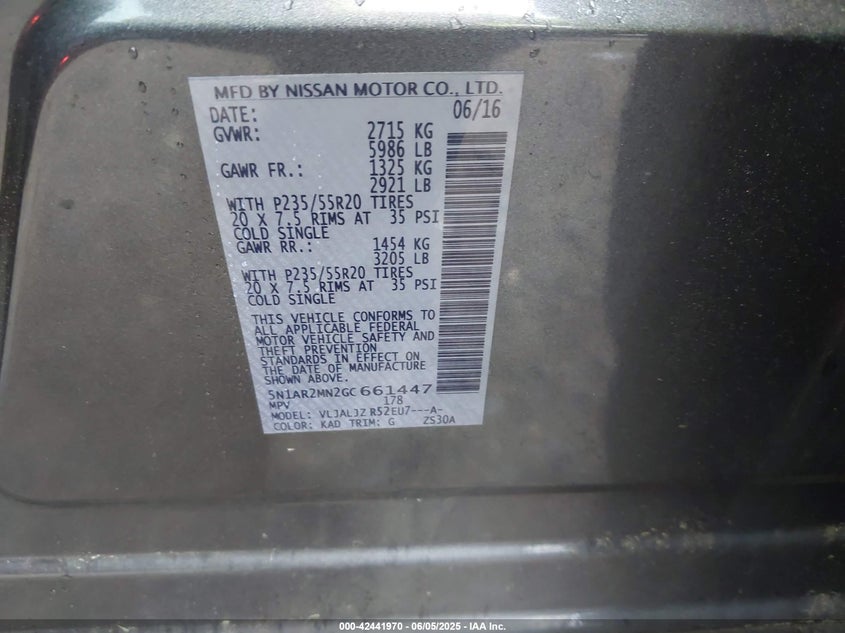 MFD BY NISSAN MOTOR CO., LTD.
DATE: 06/16
GVWR: 2715 KG
5986 LB
GAWR FR.: 1325 KG
2921 LB
WITH P235/55R20 TIRES
20 X 7.5 RIMS AT 35 PSI
COLD SINGLE
GAWR RR.: 1454 KG
3205 LB
WITH P235/55R20 TIRES
20 X 7.5 RIMS AT 35 PSI
COLD SINGLE
THIS VEHICLE CONFORMS TO
ALL APPLICABLE FEDERAL
MOTOR VEHICLE SAFETY AND
THEFT PREVENTION
STANDARDS IN EFFECT ON
THE DATE OF MANUFACTURE
SHOWN ABOVE.
5N1AR2MN2GC661447
MPV 178
MODEL: VLJALJZ R52EU7---A-
COLOR: KAD TRIM: G ZS30A
000-42441970 - 06/05/2025 - IAA Inc.